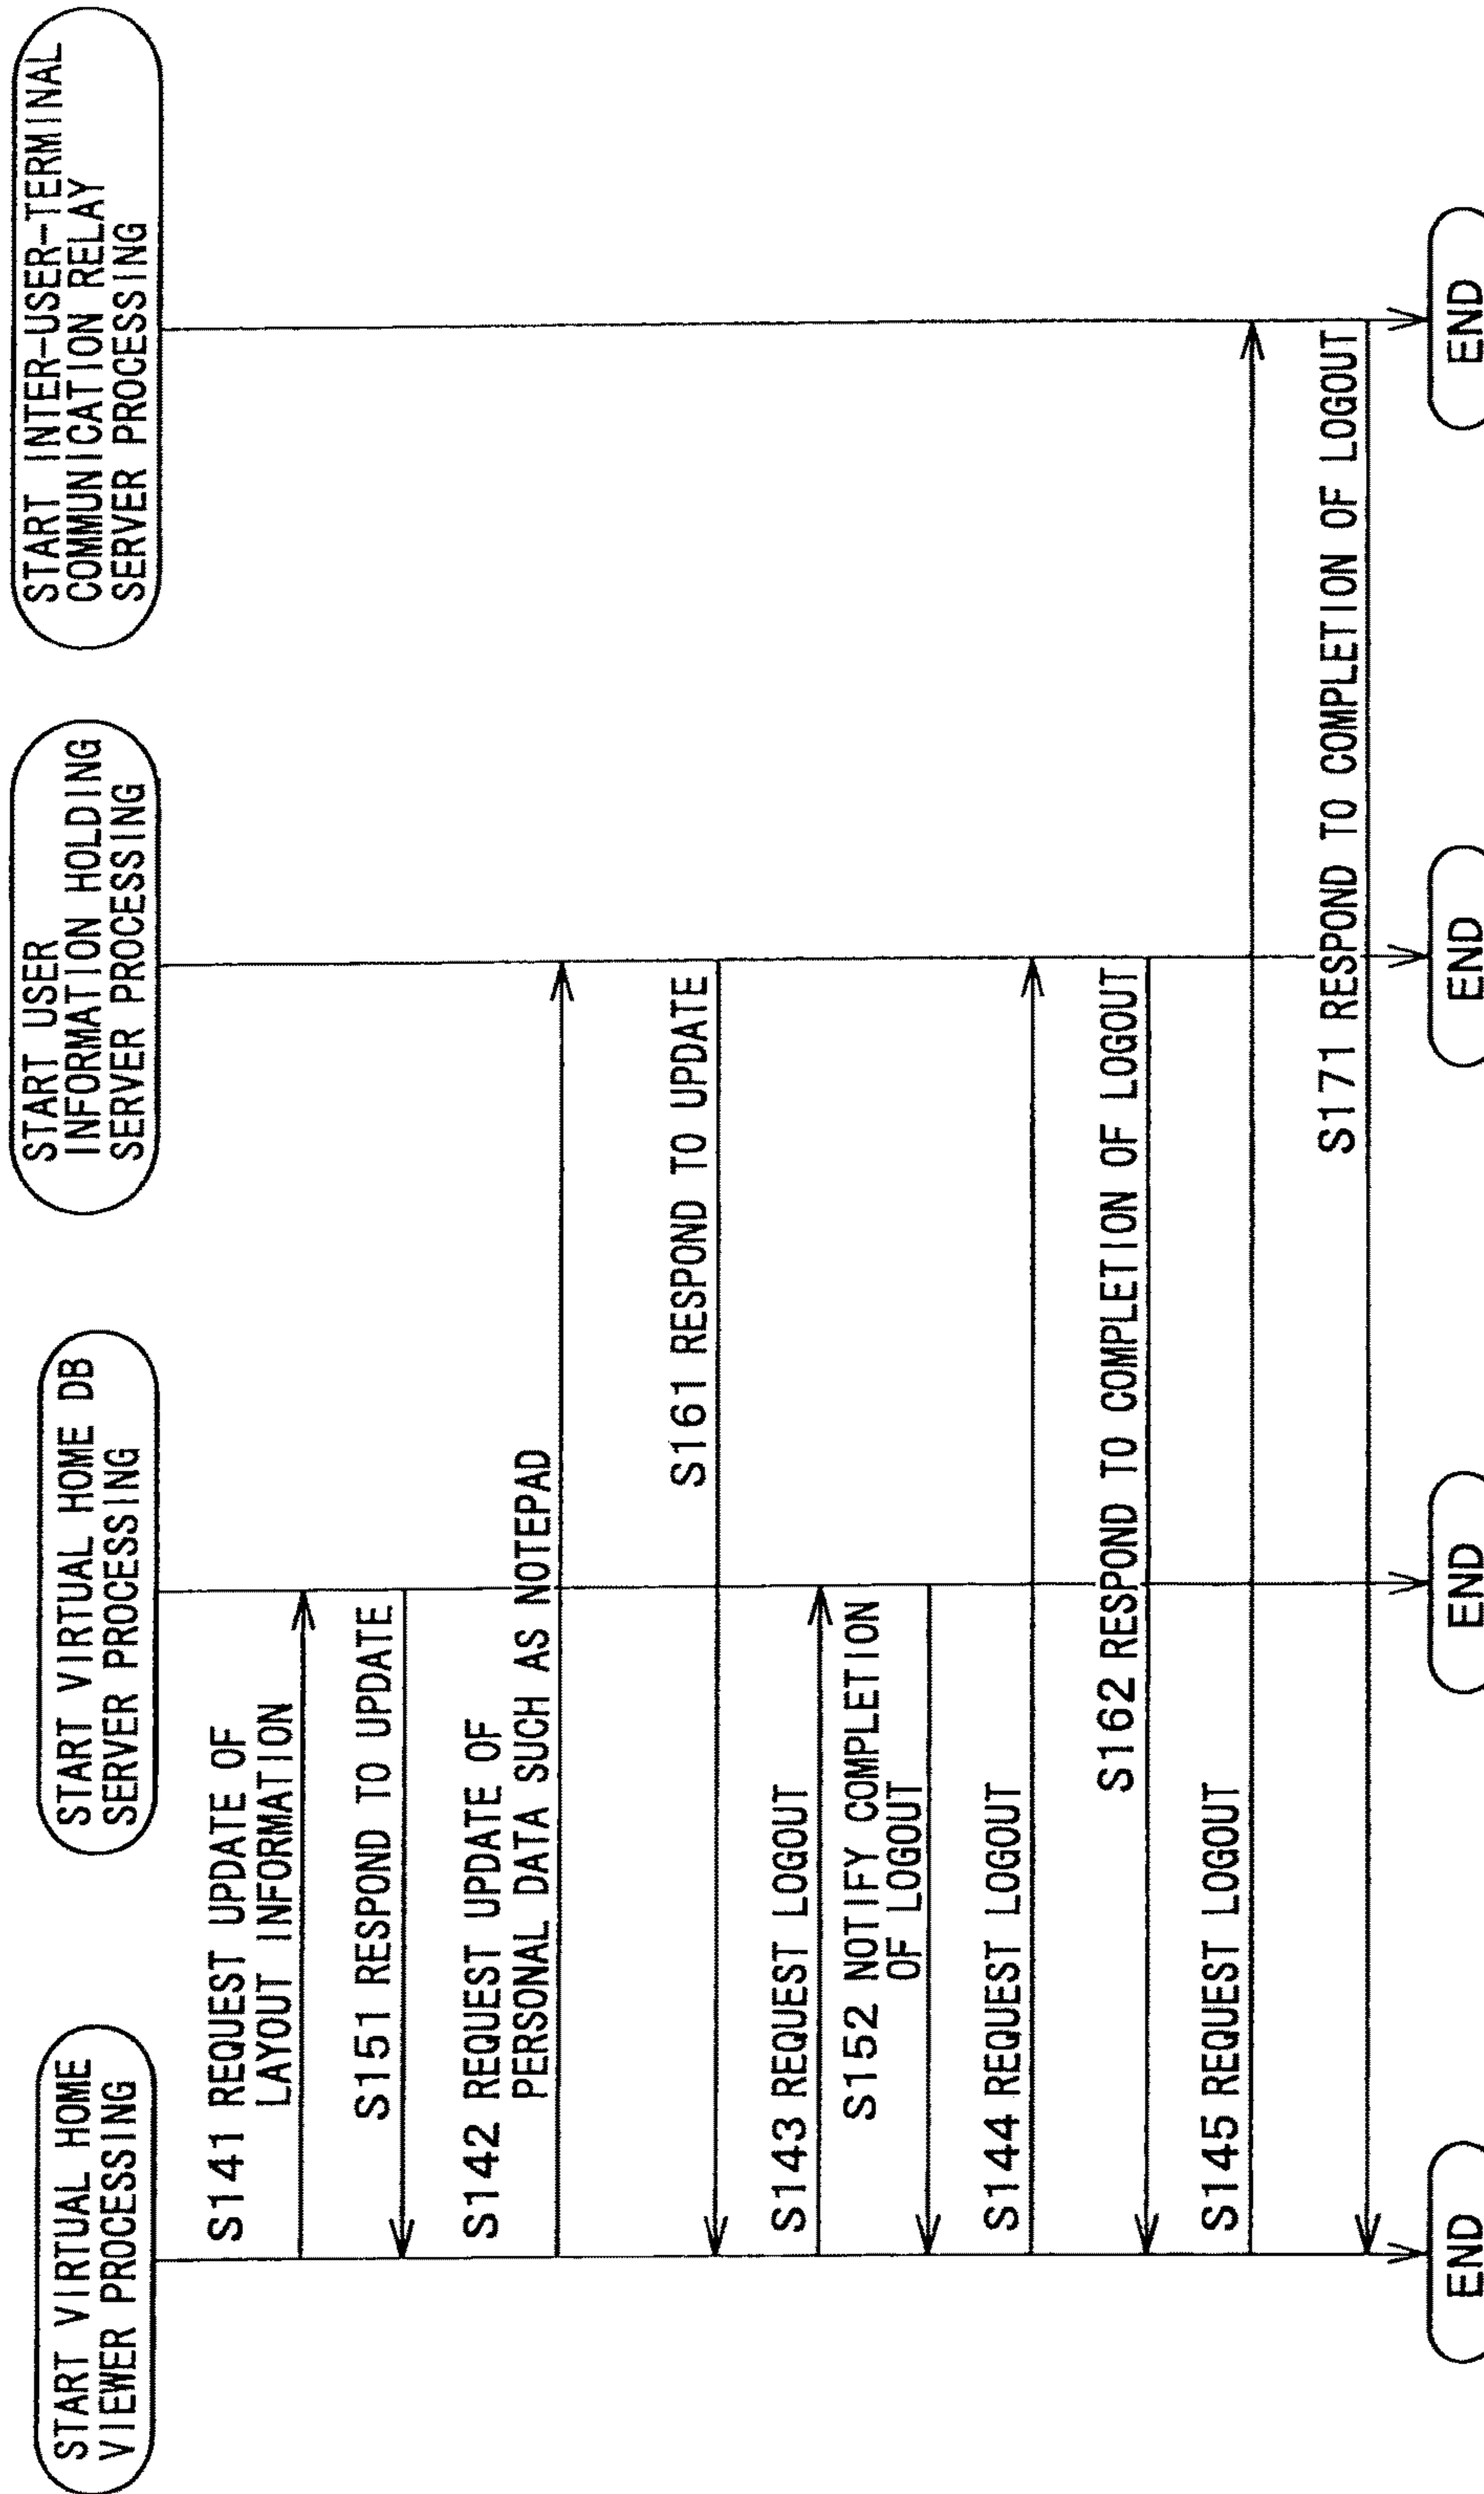 START VIRTUAL HOME
VIEWER PROCESSING
START VIRTUAL HOME DB
SERVER PROCESSING
START USER
INFORMATION HOLDING
SERVER PROCESSING
START INTER-USER-TERMINAL
COMMUNICATION RELAY
SERVER PROCESSING
S141 REQUEST UPDATE OF
LAYOUT INFORMATION
S151 RESPOND TO UPDATE
S142 REQUEST UPDATE OF
PERSONAL DATA SUCH AS NOTEPAD
S161 RESPOND TO UPDATE
S143 REQUEST LOGOUT
S152 NOTIFY COMPLETION
OF LOGOUT
S144 REQUEST LOGOUT
S162 RESPOND TO COMPLETION OF LOGOUT
S145 REQUEST LOGOUT
S171 RESPOND TO COMPLETION OF LOGOUT
END
END
END
END